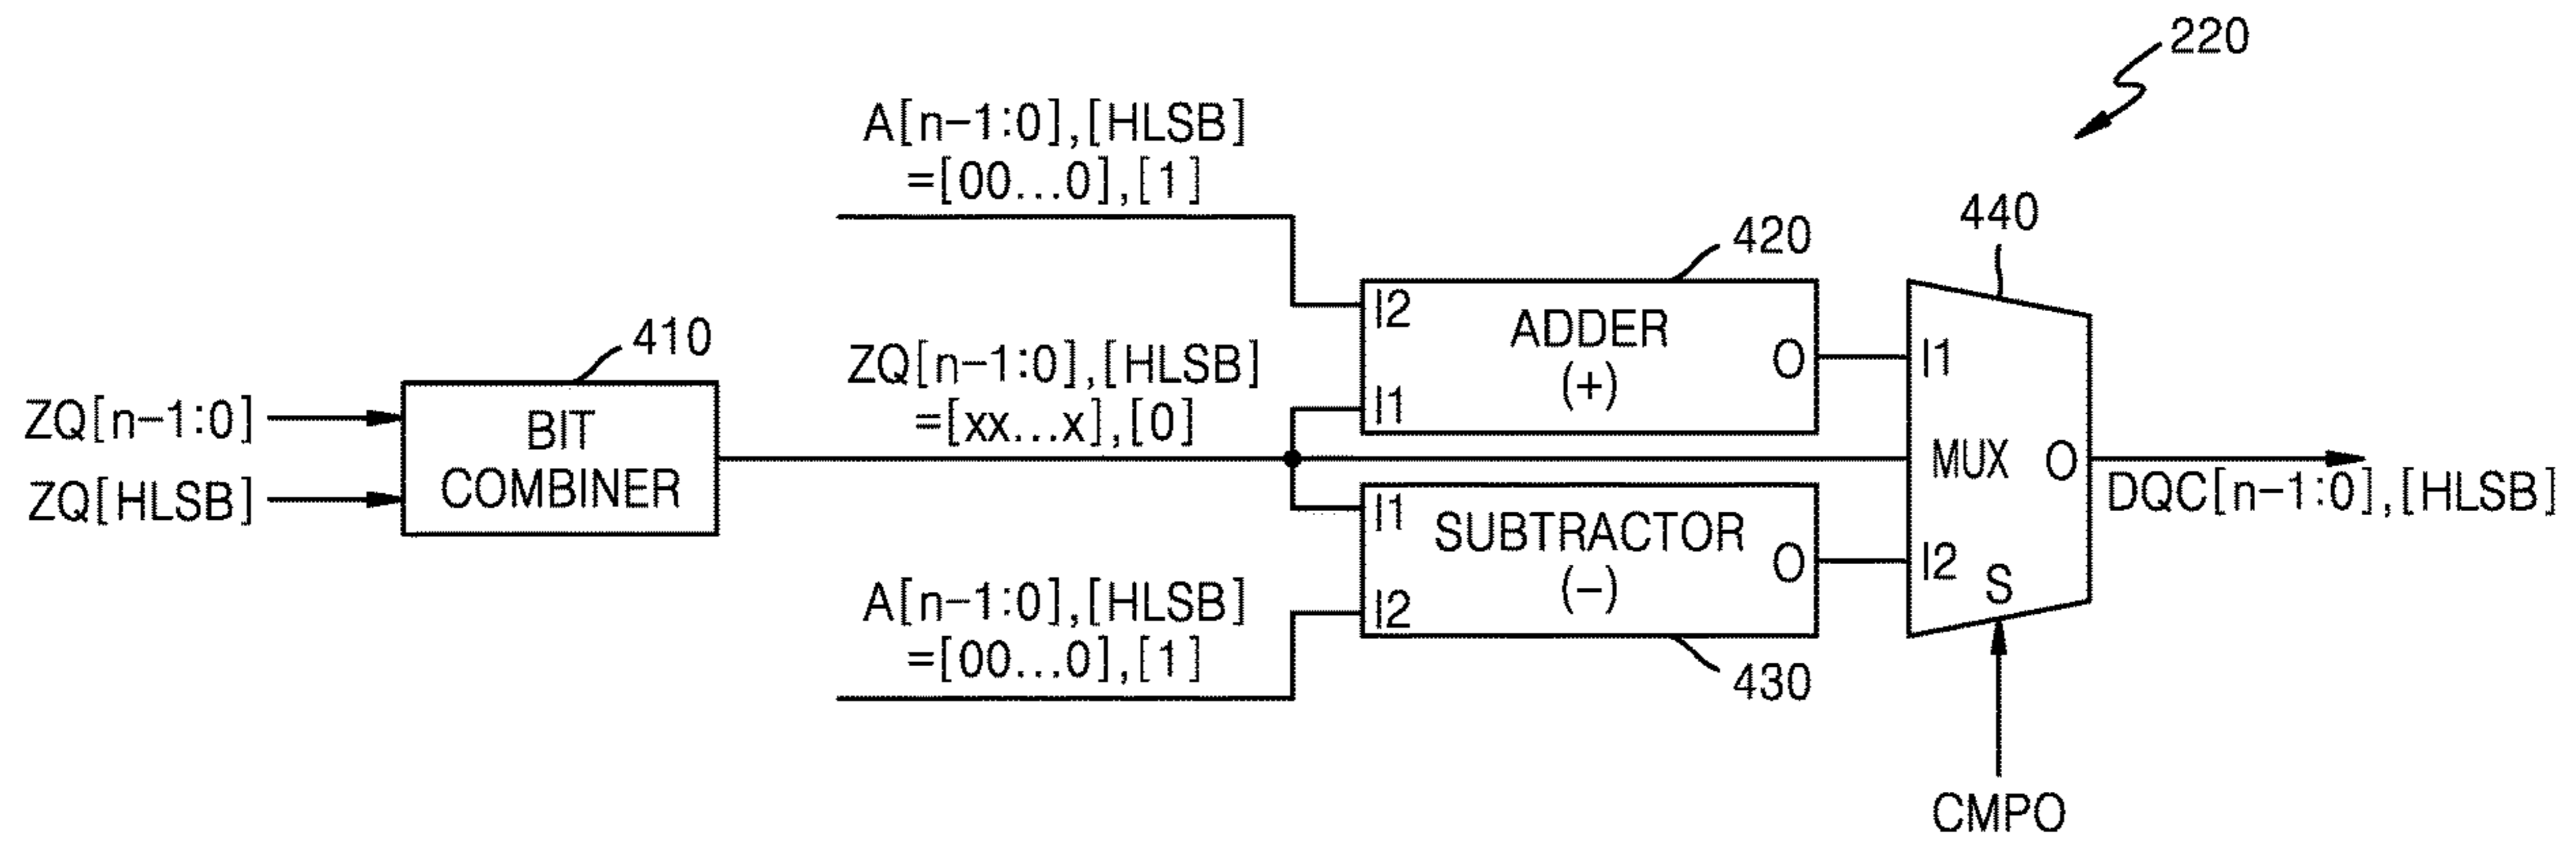 220
A[n-1:0],[HLSB]
=[00...0],[1]
440
420
I2
ADDER
(+)
O
I1
410
ZQ[n-1:0],[HLSB]
=[xx...x],[0]
I1
ZQ[n-1:0]
BIT
COMBINER
ZQ[HLSB]
MUX
O
DQC[n-1:0],[HLSB]
I1
SUBTRACTOR
(-)
O
I2
I2
S
A[n-1:0],[HLSB]
=[00...0],[1]
430
CMPO